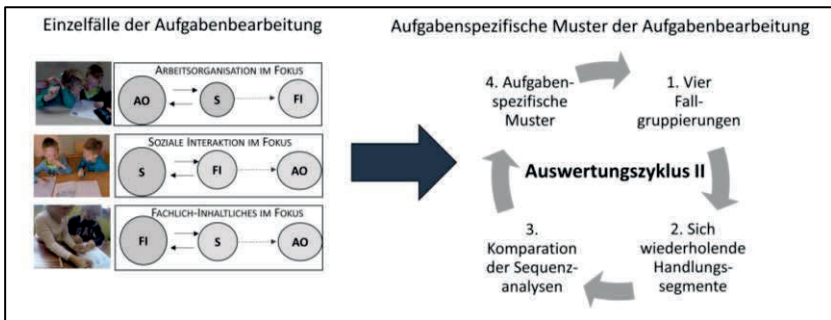 Einzelfälle der Aufgabenbearbeitung
ARBEITSORGANISATION IM FOKUS
AO S FI
SOZIALE INTERAKTION IM FOKUS
S FI AO
FACHLICH-INHALTLICHES IM FOKUS
FI S AO
Aufgabenspezifische Muster der Aufgabenbearbeitung
4. Aufgaben-
spezifische
Muster
1. Vier
Fall-
gruppierungen
Auswertungszyklus II
3.
Komparation
der Sequenz-
analysen
2. Sich
wiederholende
Handlungs-
segmente